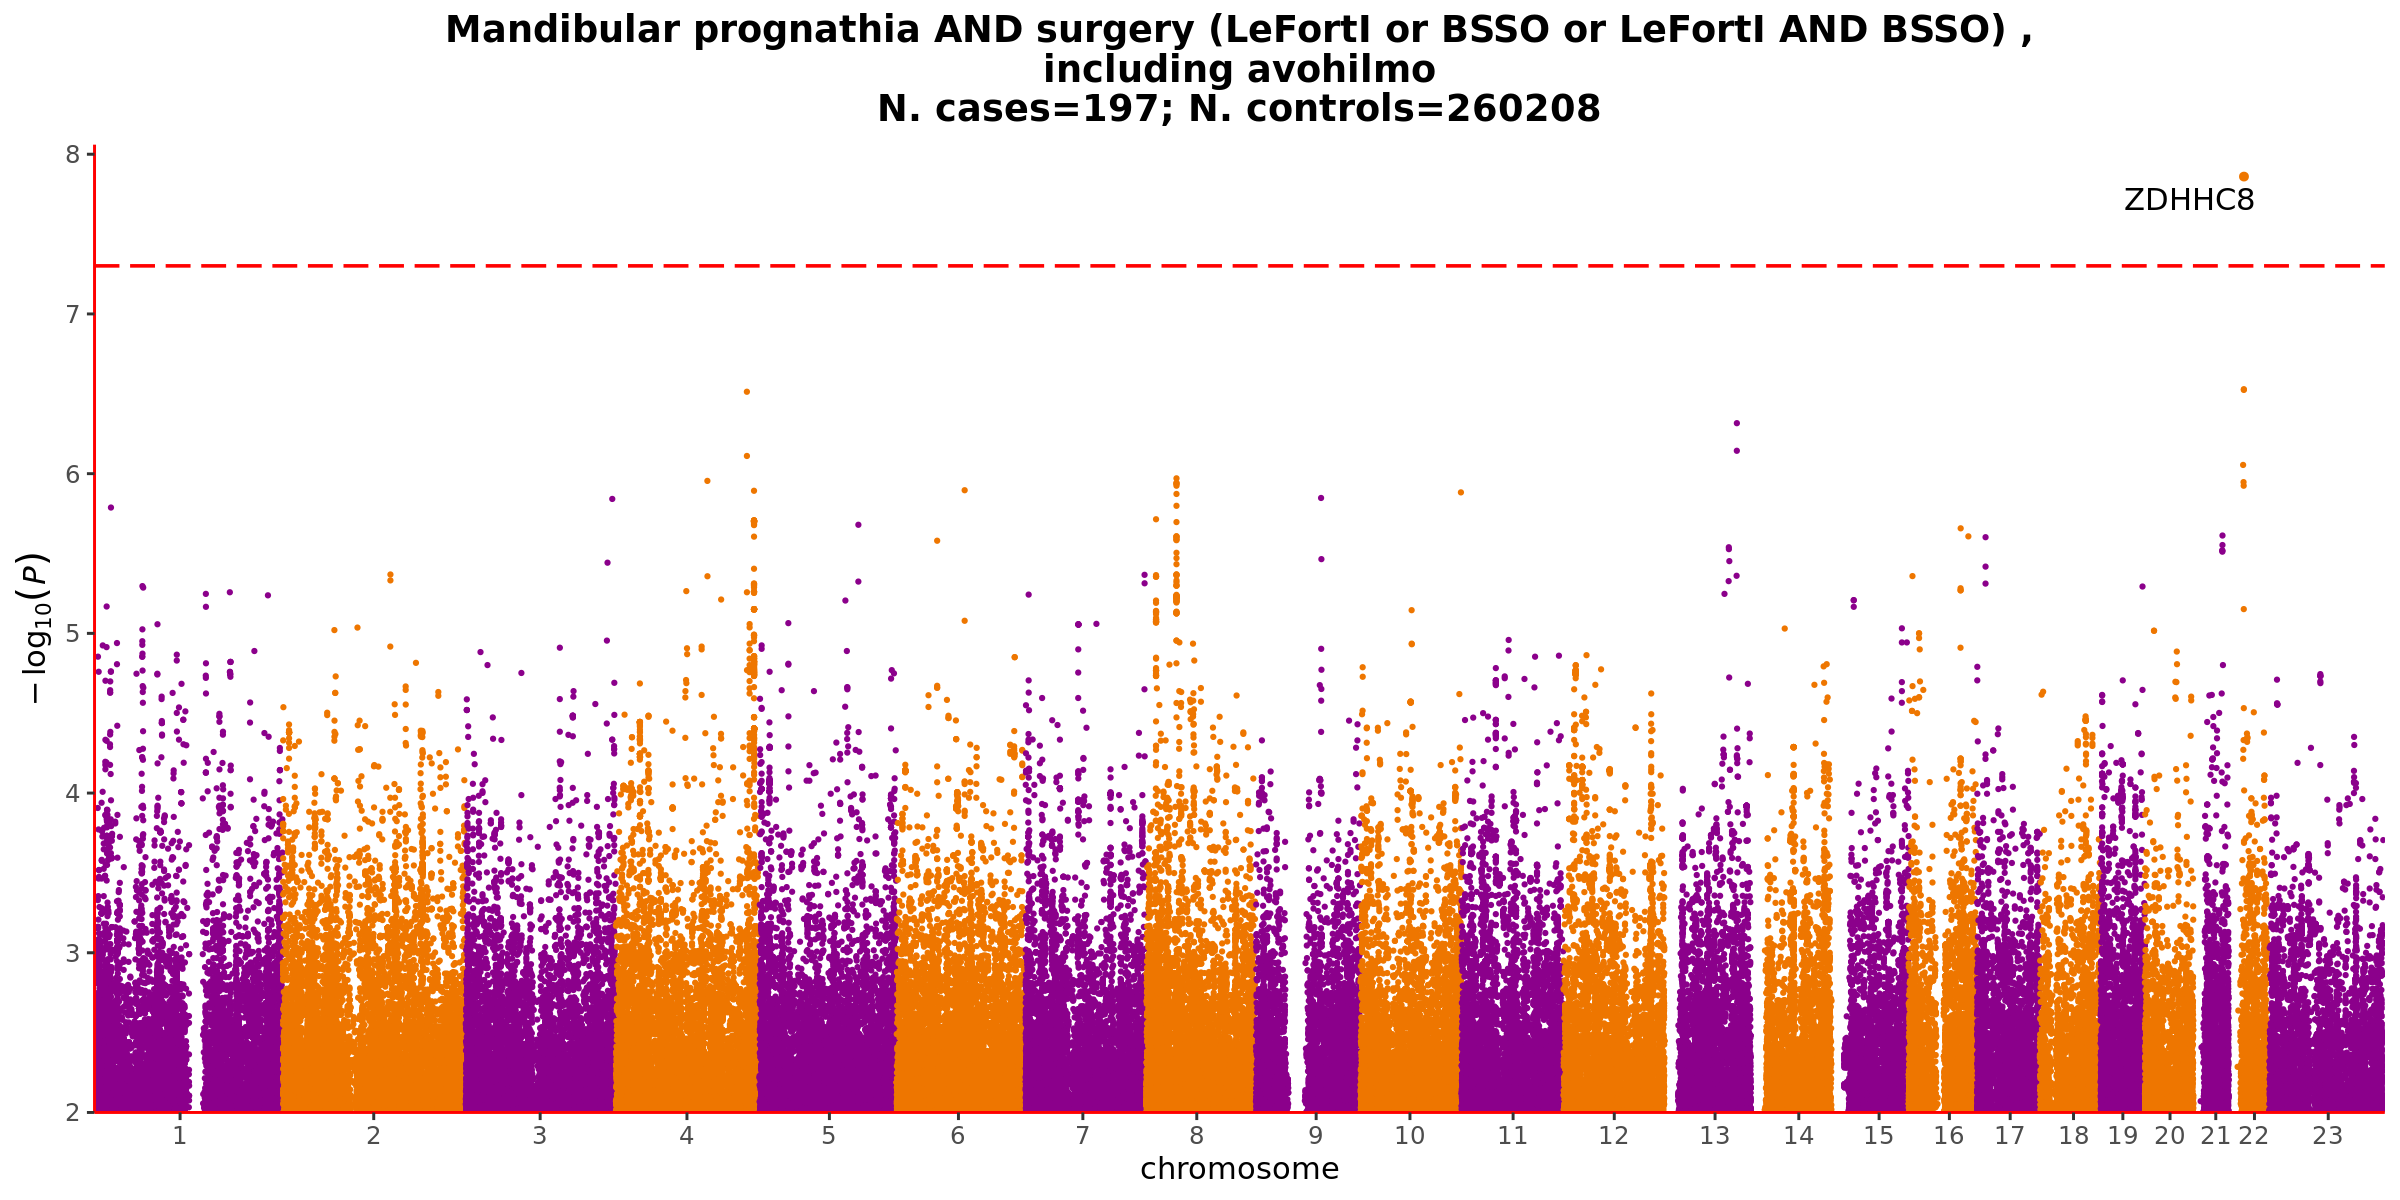 Mandibular prognathia AND surgery (LeFortI or BSSO or LeFortI AND BSSO) ,
including avohilmo
N. cases=197; N. controls=260208
8
ZDHHC8
7
6
5
4
3
2
−log10(P)
1 2 3 4 5 6 7 8 9 10 11 12 13 14 15 16 17 18 19 20 21 22 23
chromosome